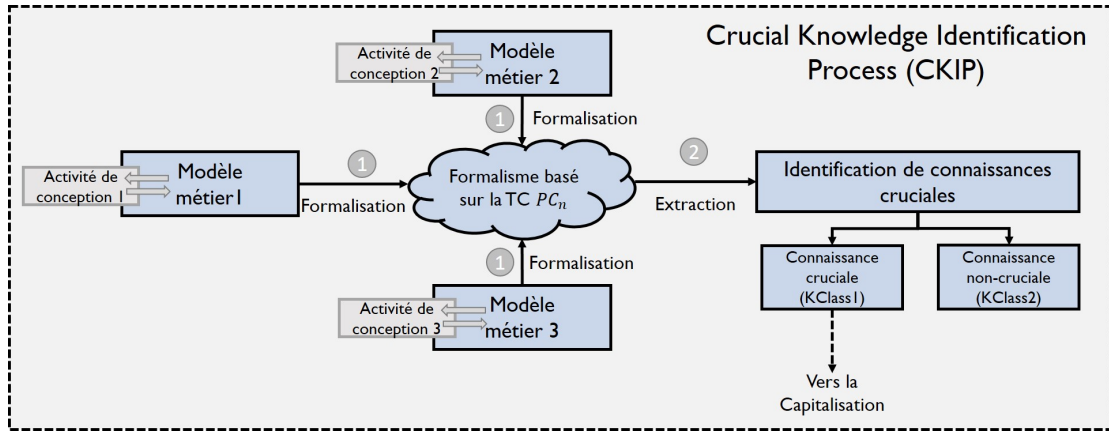 Crucial Knowledge Identification
Process (CKIP)
Activité de
conception 2
Modèle
métier 2
1
Formalisation
Activité de
conception 1
Modèle
métier1
1
Formalisation
Formalisme basé
sur la TC PCₙ
2
Extraction
Identification de connaissances
cruciales
1
Formalisation
Activité de
conception 3
Modèle
métier 3
Connaissance
cruciale
(KClass1)
Connaissance
non-cruciale
(KClass2)
Vers la
Capitalisation